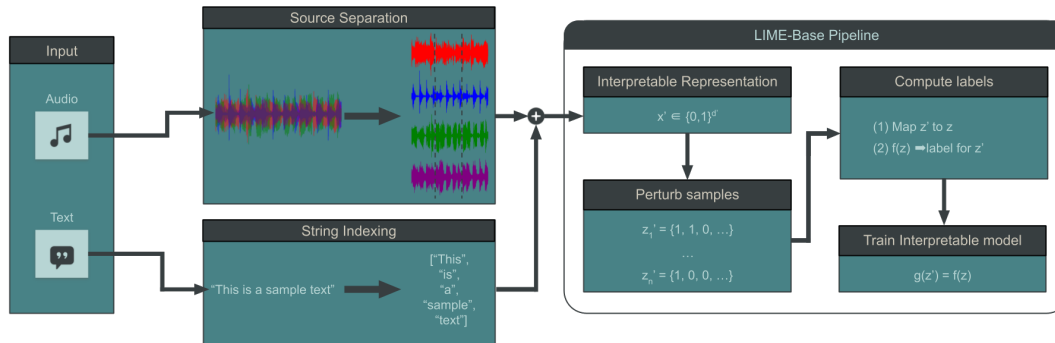 Input
Audio
Text
Source Separation
String Indexing
“This is a sample text”
[“This”,
“is”,
“a”,
“sample”,
“text”]
+
LIME-Base Pipeline
Interpretable Representation
x’ ∈ {0,1}^d’
Perturb samples
z₁’ = {1, 1, 0, …}
…
zₙ’ = {1, 0, 0, …}
Compute labels
(1) Map z’ to z
(2) f(z) ➡label for z’
Train Interpretable model
g(z’) = f(z)